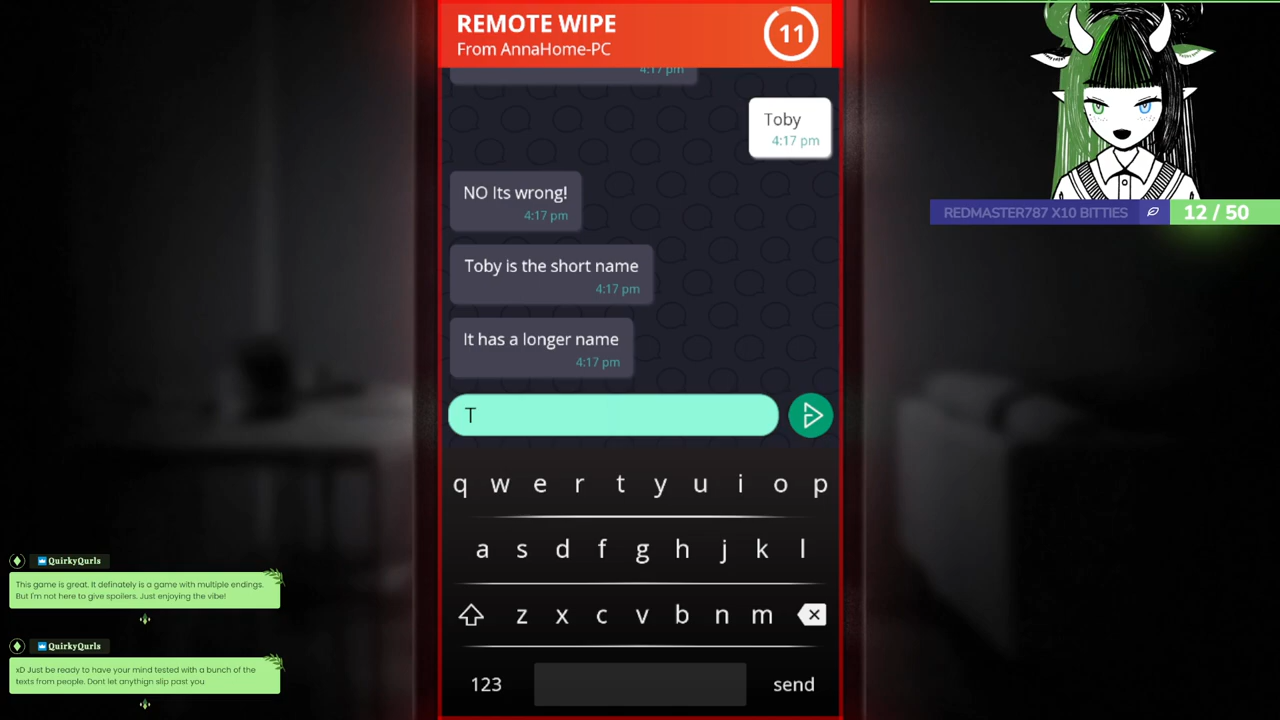 REMOTE WIPE
From AnnaHome-PC
11
4:17 pm
Toby
4:17 pm
NO Its wrong!
4:17 pm
Toby is the short name
4:17 pm
It has a longer name
4:17 pm
T
q w e r t y u i o p
a s d f g h j k l
z x c v b n m
123
send
REDMASTER787 X10 BITTIES
12 / 50
QuirkyQurls
This game is great. It definately is a game with multiple endings.
But I'm not here to give spoilers. Just enjoying the vibe!
QuirkyQurls
xD Just be ready to have your mind tested with a bunch of the
texts from people. Dont let anythign slip past you